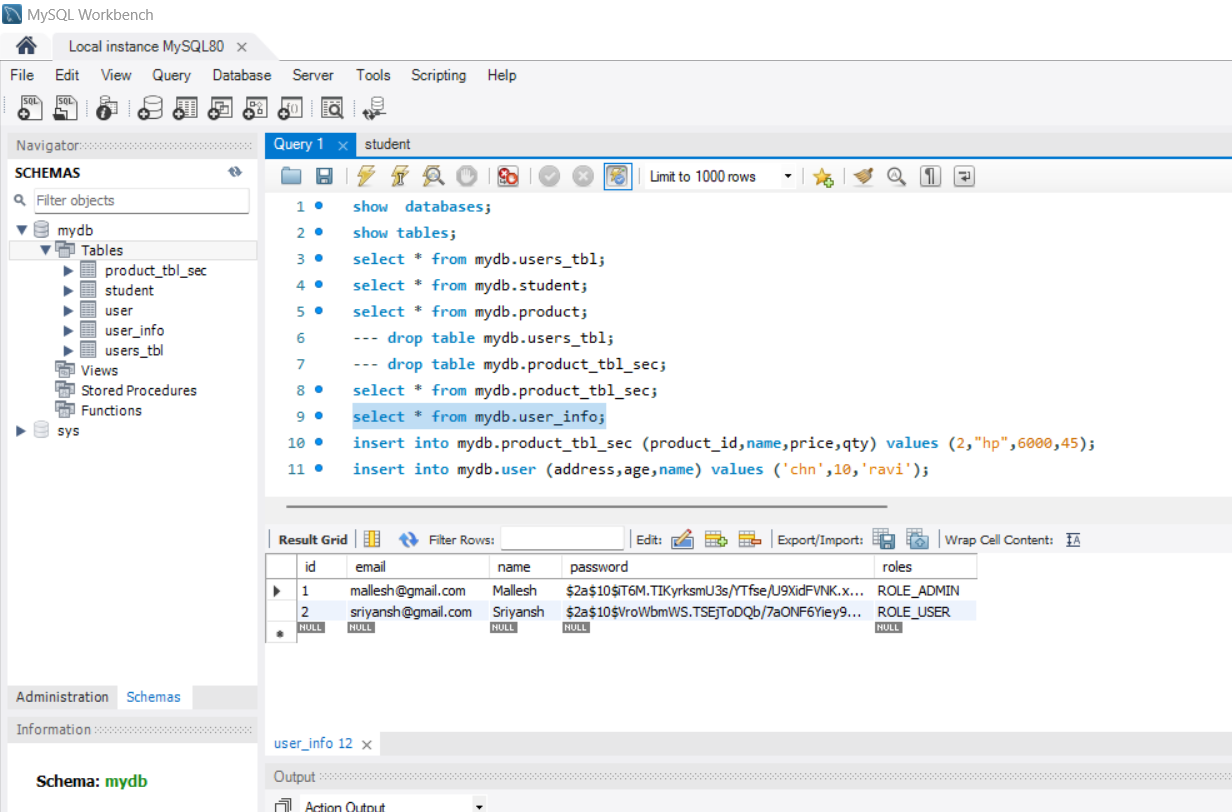 MySQL Workbench
Local instance MySQL80
File Edit View Query Database Server Tools Scripting Help
Navigator
SCHEMAS
Filter objects
mydb
Tables
product_tbl_sec
student
user
user_info
users_tbl
Views
Stored Procedures
Functions
sys
Administration Schemas
Information
Schema: mydb
Query 1 student
Limit to 1000 rows
1 show  databases;
2 show tables;
3 select * from mydb.users_tbl;
4 select * from mydb.student;
5 select * from mydb.product;
6 --- drop table mydb.users_tbl;
7 --- drop table mydb.product_tbl_sec;
8 select * from mydb.product_tbl_sec;
9 select * from mydb.user_info;
10 insert into mydb.product_tbl_sec (product_id,name,price,qty) values (2,"hp",6000,45);
11 insert into mydb.user (address,age,name) values ('chn',10,'ravi');
Result Grid Filter Rows: Edit: Export/Import: Wrap Cell Content:
id email name password roles
1 mallesh@gmail.com Mallesh $2a$10$iT6M.TIKyrksmU3s/YTfse/U9XidFVNK.x... ROLE_ADMIN
2 sriyansh@gmail.com Sriyansh $2a$10$VroWbmWS.TSEjToDQb/7aONF6Yiey9... ROLE_USER
NULL NULL NULL NULL NULL
user_info 12
Output
Action Output